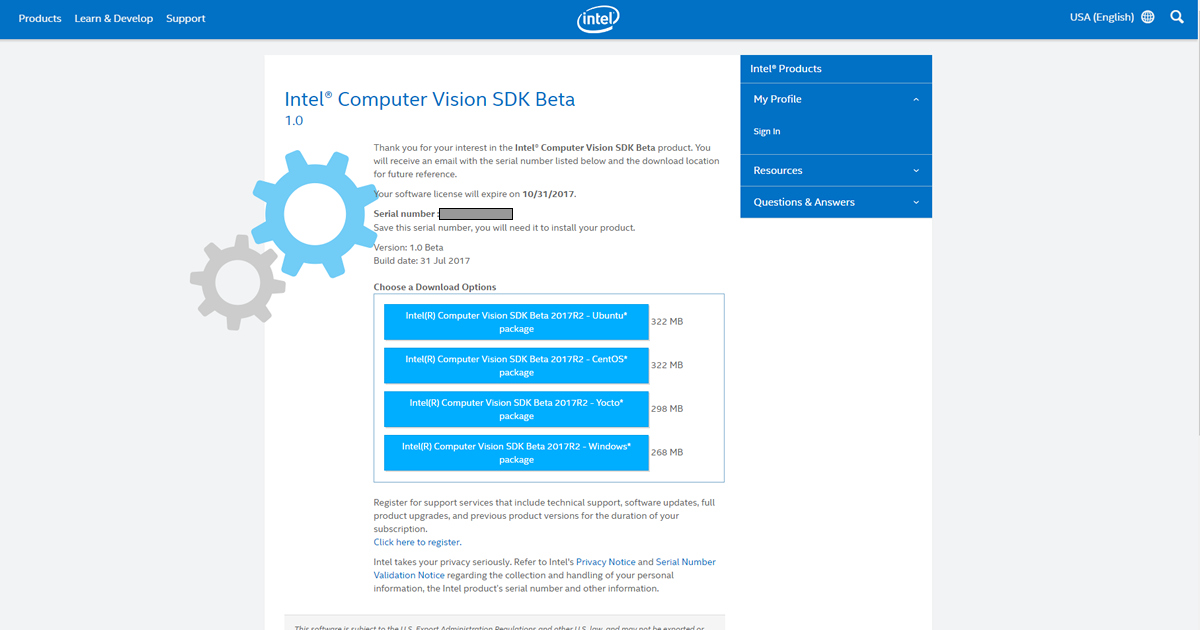 Products Learn & Develop Support
intel
USA (English)
Intel® Computer Vision SDK Beta
1.0
Thank you for your interest in the Intel® Computer Vision SDK Beta product. You
will receive an email with the serial number listed below and the download location
for future reference.
Your software license will expire on 10/31/2017.
Serial number :
Save this serial number, you will need it to install your product.
Version: 1.0 Beta
Build date: 31 Jul 2017
Choose a Download Options
Intel(R) Computer Vision SDK Beta 2017R2 - Ubuntu*
package
322 MB
Intel(R) Computer Vision SDK Beta 2017R2 - CentOS*
package
322 MB
Intel(R) Computer Vision SDK Beta 2017R2 - Yocto*
package
298 MB
Intel(R) Computer Vision SDK Beta 2017R2 - Windows*
package
268 MB
Register for support services that include technical support, software updates, full
product upgrades, and previous product versions for the duration of your
subscription.
Click here to register.
Intel takes your privacy seriously. Refer to Intel's Privacy Notice and Serial Number
Validation Notice regarding the collection and handling of your personal
information, the Intel product's serial number and other information.
This software is subject to the U.S. Export Administration Regulations and other U.S. law, and may not be exported or
Intel® Products
My Profile
Sign In
Resources
Questions & Answers